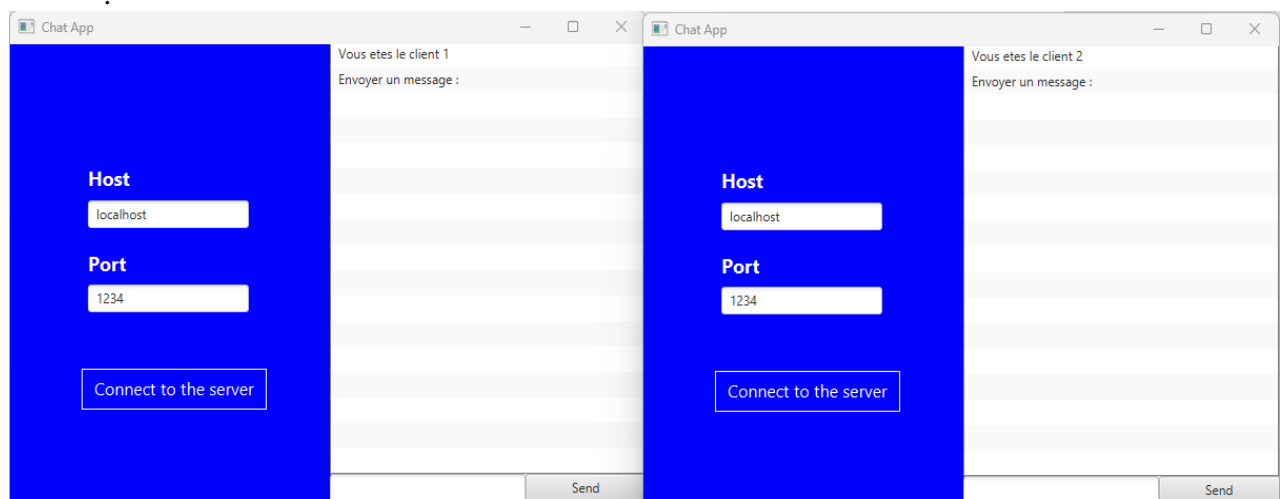 Chat App
Vous etes le client 1
Envoyer un message :
Host
localhost
Port
1234
Connect to the server
Send
Chat App
Vous etes le client 2
Envoyer un message :
Host
localhost
Port
1234
Connect to the server
Send